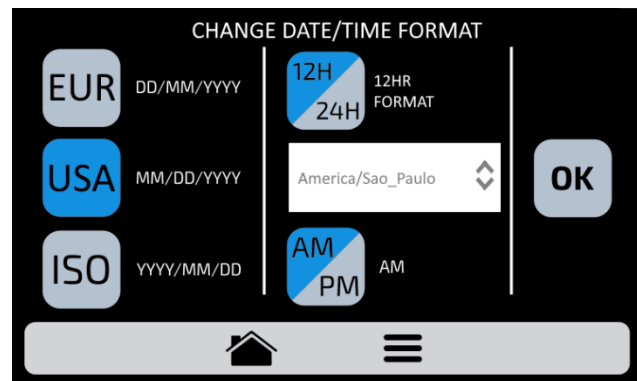 CHANGE DATE/TIME FORMAT
EUR DD/MM/YYYY
USA MM/DD/YYYY
ISO YYYY/MM/DD
12H
24H
12HR
FORMAT
America/Sao_Paulo
AM
PM
AM
OK